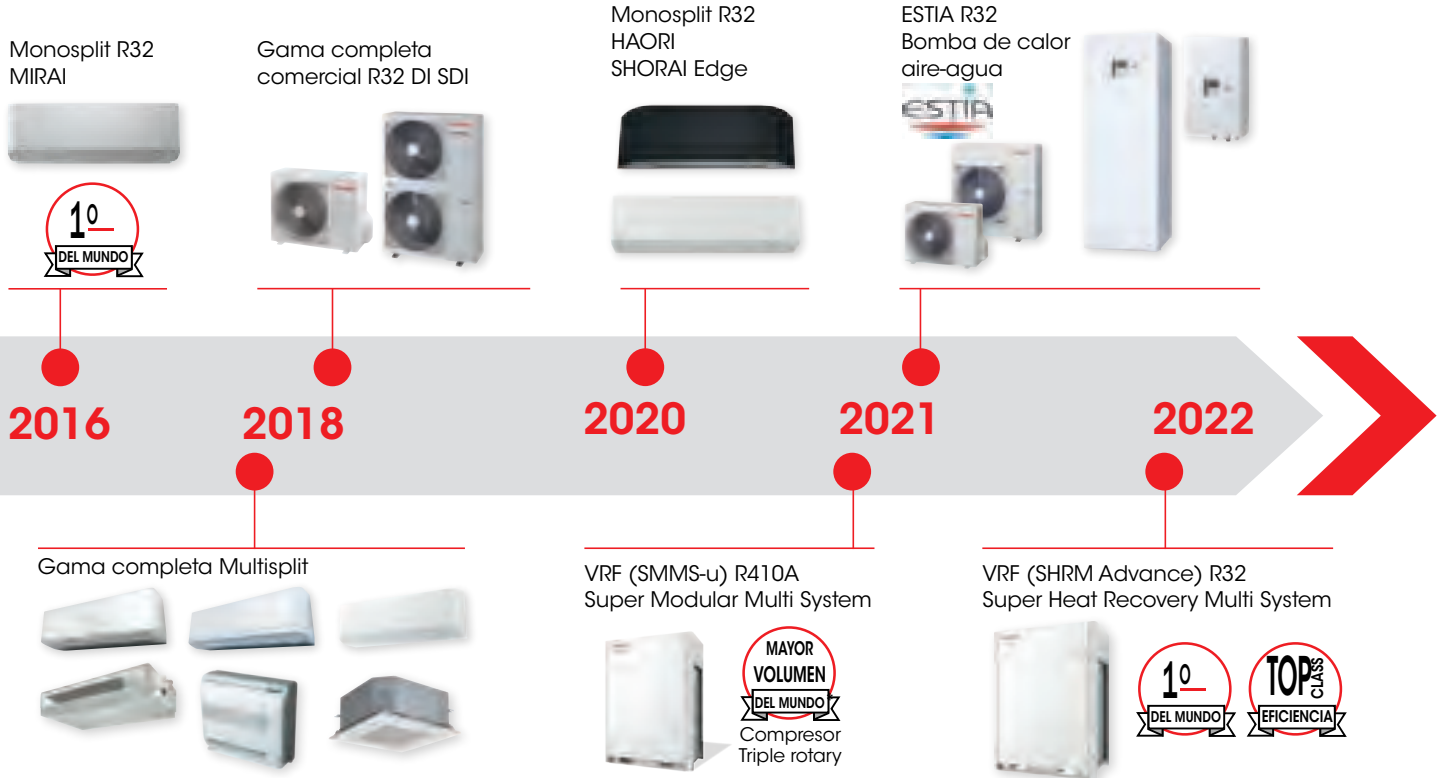 Monosplit R32
MIRAI
1º
DEL MUNDO
Gama completa
comercial R32 DI SDI
Monosplit R32
HAORI
SHORAI Edge
ESTIA R32
Bomba de calor
aire-agua
ESTIA
2016
2018
2020
2021
2022
Gama completa Multisplit
VRF (SMMS-u) R410A
Super Modular Multi System
MAYOR
VOLUMEN
DEL MUNDO
Compresor
Triple rotary
VRF (SHRM Advance) R32
Super Heat Recovery Multi System
1º
DEL MUNDO
TOP CLASS
EFICIENCIA